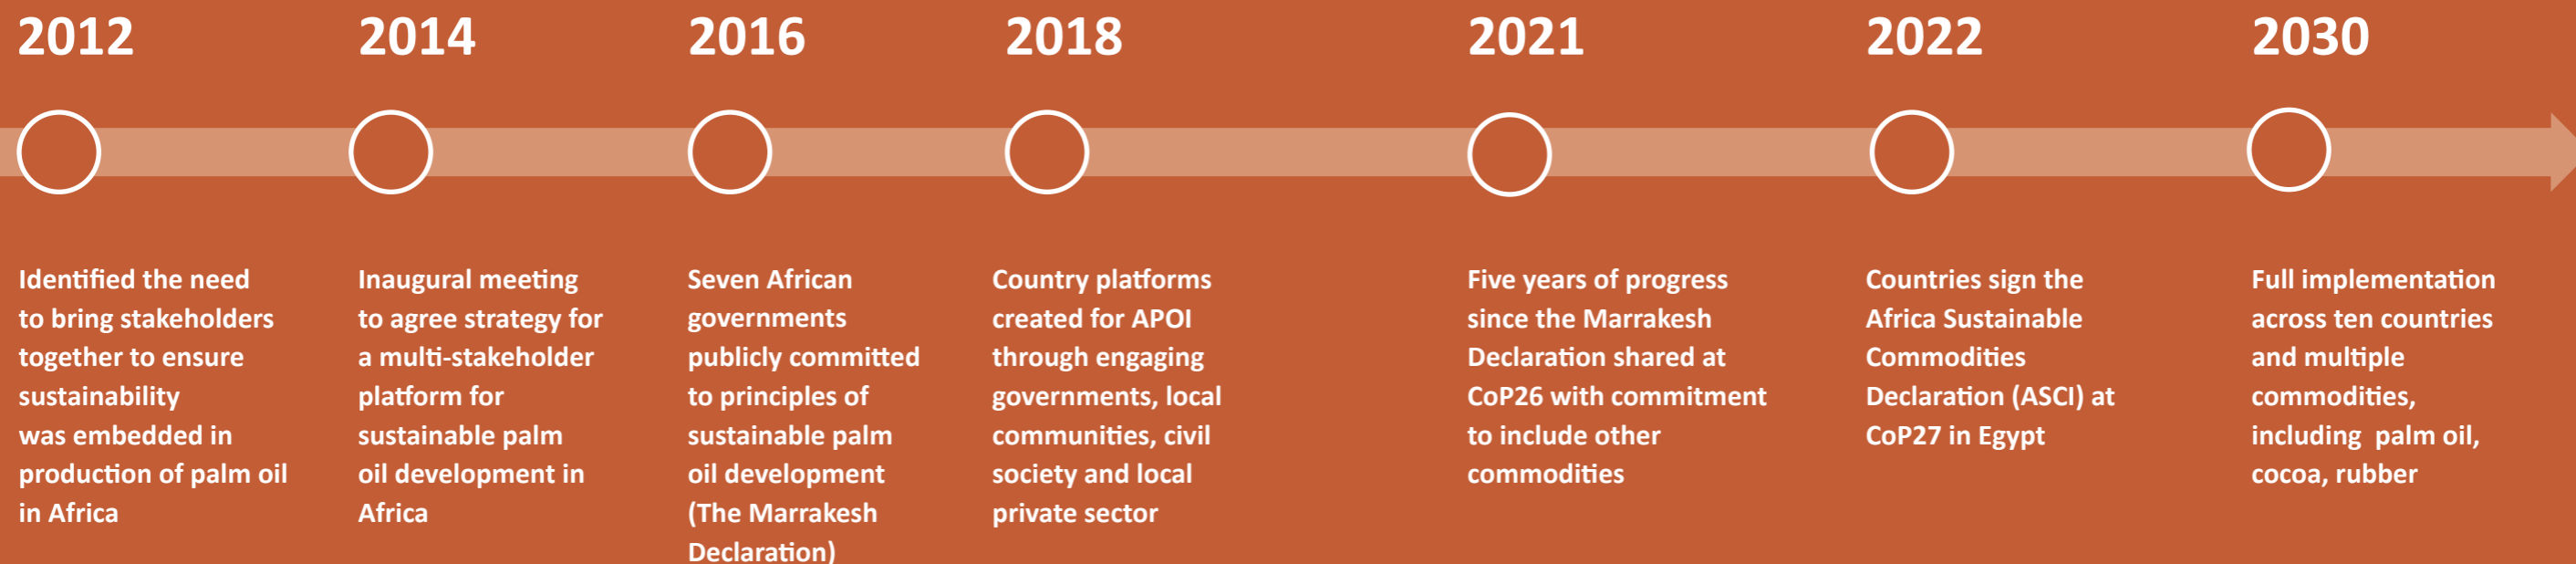 2012
Identified the need
to bring stakeholders
together to ensure
sustainability
was embedded in
production of palm oil
in Africa
2014
Inaugural meeting
to agree strategy for
a multi-stakeholder
platform for
sustainable palm
oil development in
Africa
2016
Seven African
governments
publicly committed
to principles of
sustainable palm
oil development
(The Marrakesh
Declaration)
2018
Country platforms
created for APOI
through engaging
governments, local
communities, civil
society and local
private sector
2021
Five years of progress
since the Marrakesh
Declaration shared at
CoP26 with commitment
to include other
commodities
2022
Countries sign the
Africa Sustainable
Commodities
Declaration (ASCI) at
CoP27 in Egypt
2030
Full implementation
across ten countries
and multiple
commodities,
including  palm oil,
cocoa, rubber